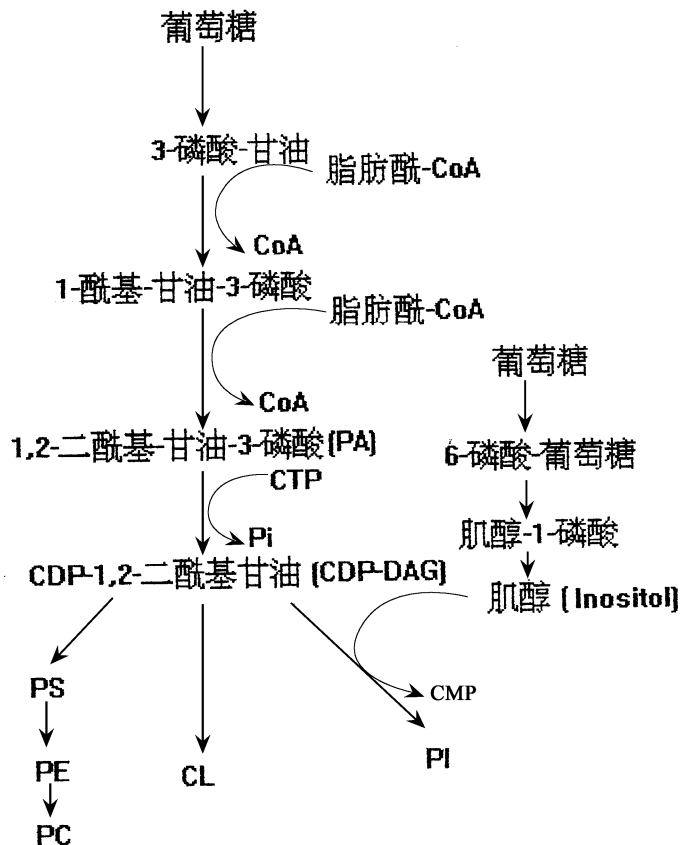 葡萄糖
3-磷酸-甘油
脂肪酰-CoA
CoA
1-酰基-甘油-3-磷酸
脂肪酰-CoA
CoA
1,2-二酰基-甘油-3-磷酸(PA)
CTP
Pi
CDP-1,2-二酰基甘油 (CDP-DAG)
葡萄糖
6-磷酸-葡萄糖
肌醇-1-磷酸
肌醇 (Inositol)
CMP
PS
PE
PC
CL
PI